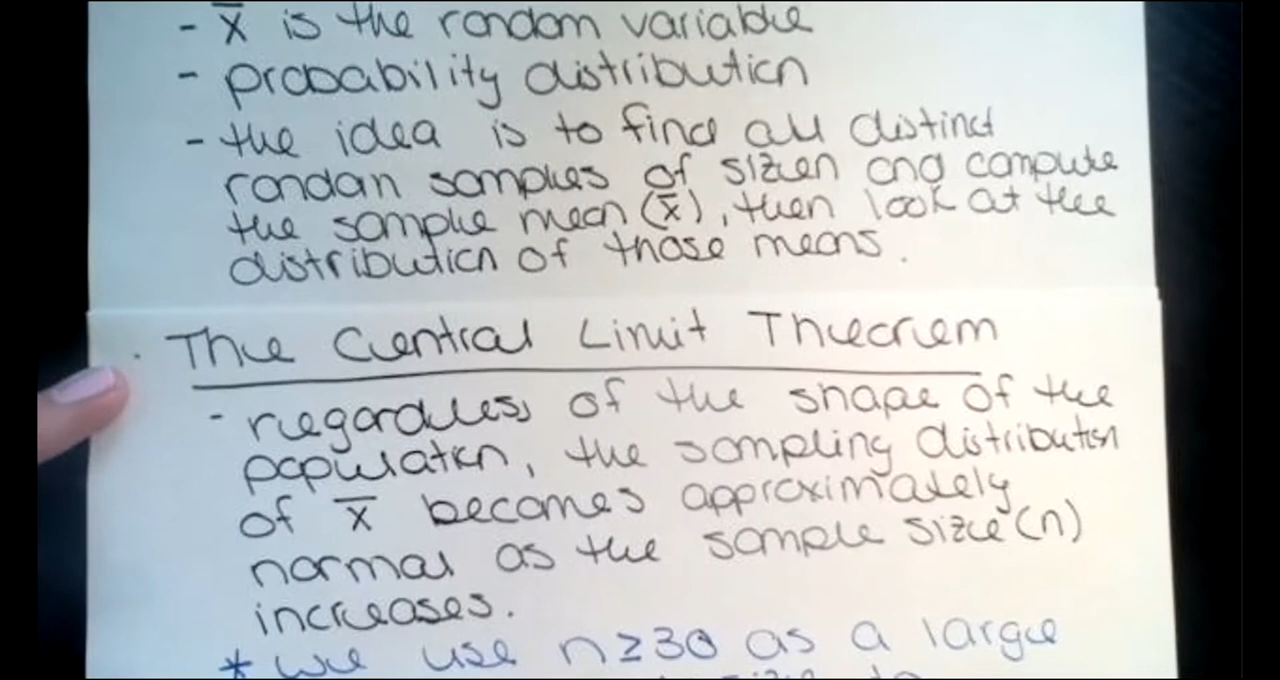 - x̄ is the random variable
- probability distribution
- the idea is to find all distinct
random samples of size n and compute
the sample mean (x̄), then look at the
distribution of those means.
· The Central Limit Theorem
- regardless of the shape of the
population, the sampling distribution
of x̄ becomes approximately
normal as the sample size (n)
increases.
* we use n ≥ 30 as a large